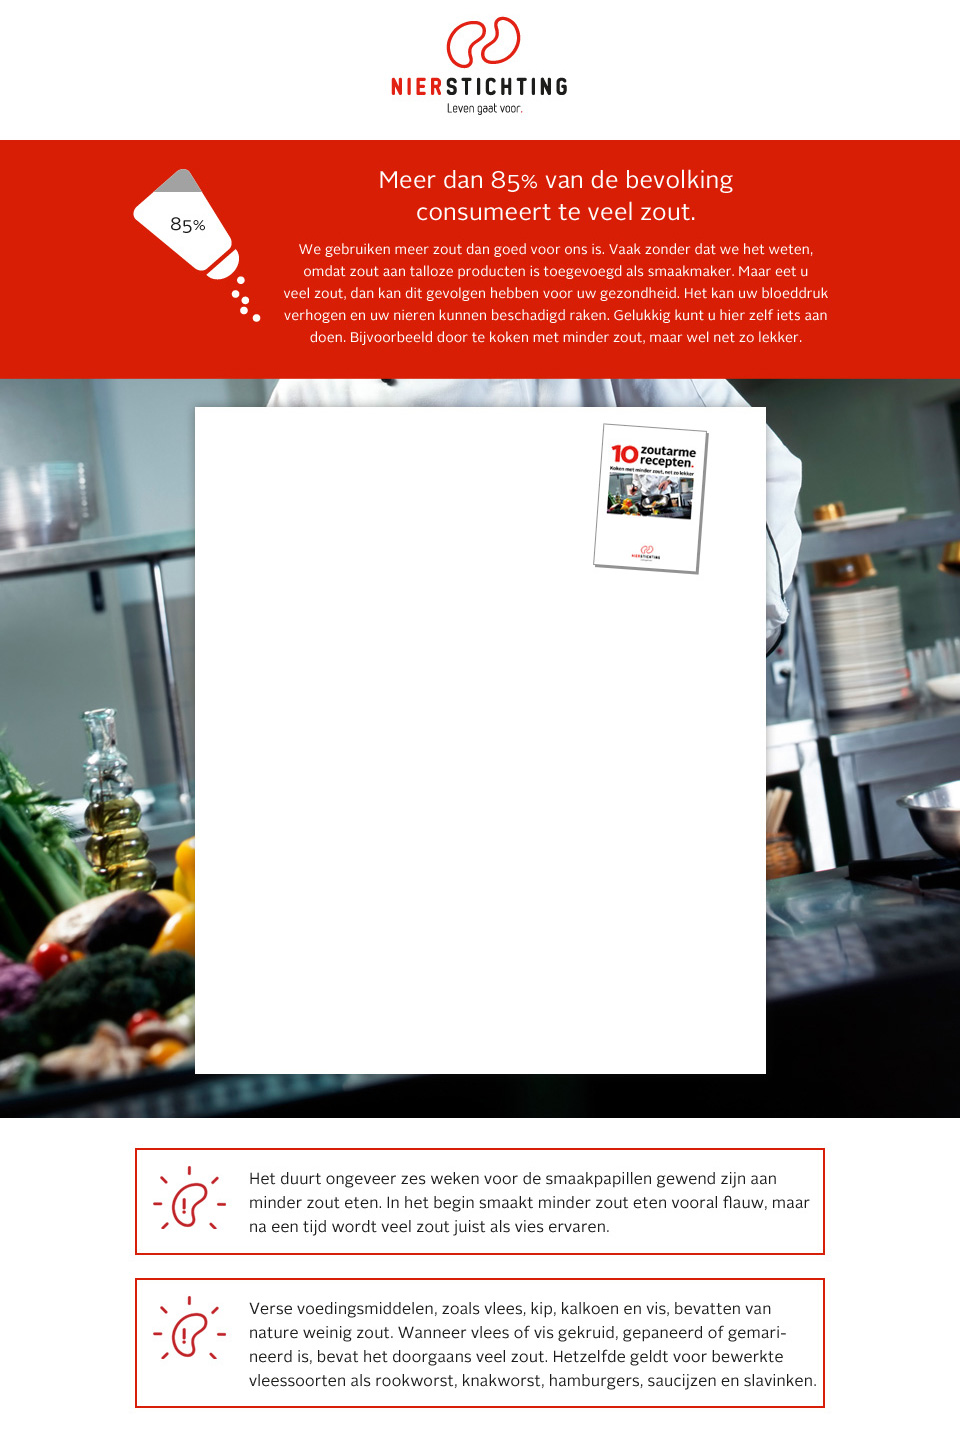 NIERSTICHTING
Leven gaat voor.
Meer dan 85% van de bevolking
consumeert te veel zout.
85%
We gebruiken meer zout dan goed voor ons is. Vaak zonder dat we het weten,
omdat zout aan talloze producten is toegevoegd als smaakmaker. Maar eet u
veel zout, dan kan dit gevolgen hebben voor uw gezondheid. Het kan uw bloeddruk
verhogen en uw nieren kunnen beschadigd raken. Gelukkig kunt u hier zelf iets aan
doen. Bijvoorbeeld door te koken met minder zout, maar wel net zo lekker.
10 zoutarme
recepten.
Koken met minder zout, net zo lekker
NIERSTICHTING
Het duurt ongeveer zes weken voor de smaakpapillen gewend zijn aan
minder zout eten. In het begin smaakt minder zout eten vooral flauw, maar
na een tijd wordt veel zout juist als vies ervaren.
Verse voedingsmiddelen, zoals vlees, kip, kalkoen en vis, bevatten van
nature weinig zout. Wanneer vlees of vis gekruid, gepaneerd of gemari-
neerd is, bevat het doorgaans veel zout. Hetzelfde geldt voor bewerkte
vleessoorten als rookworst, knakworst, hamburgers, saucijzen en slavinken.